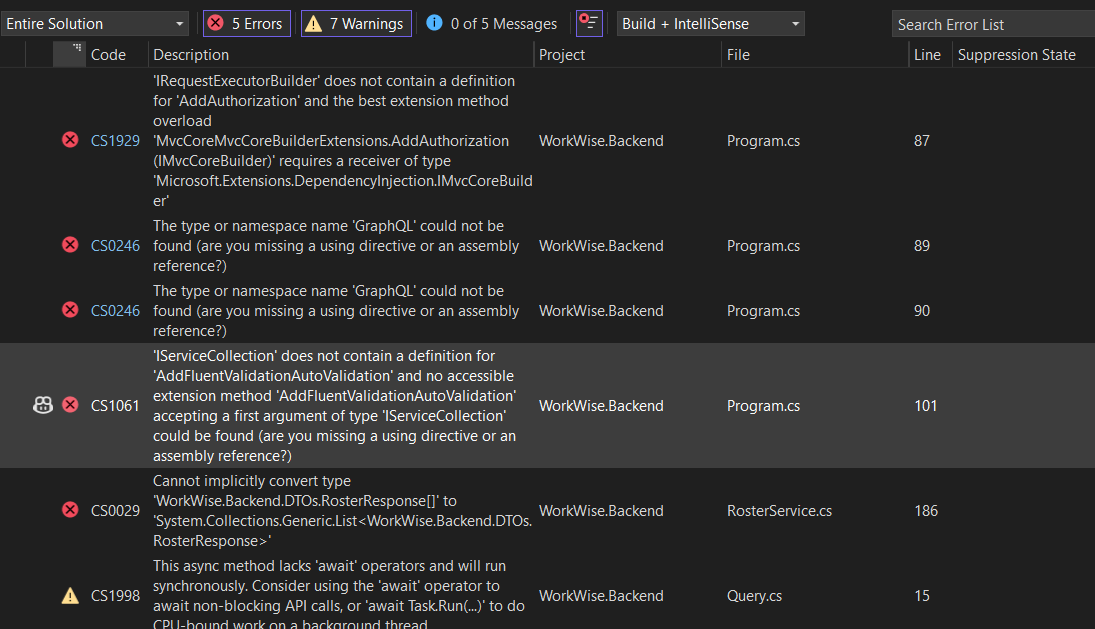 Entire Solution
5 Errors
7 Warnings
0 of 5 Messages
Build + IntelliSense
Search Error List
Code
Description
Project
File
Line
Suppression State
'IRequestExecutorBuilder' does not contain a definition
for 'AddAuthorization' and the best extension method
overload
'MvcCoreMvcCoreBuilderExtensions.AddAuthorization
(IMvcCoreBuilder)' requires a receiver of type
'Microsoft.Extensions.DependencyInjection.IMvcCoreBuild
er'
CS1929
WorkWise.Backend
Program.cs
87
The type or namespace name 'GraphQL' could not be
found (are you missing a using directive or an assembly
reference?)
CS0246
WorkWise.Backend
Program.cs
89
The type or namespace name 'GraphQL' could not be
found (are you missing a using directive or an assembly
reference?)
CS0246
WorkWise.Backend
Program.cs
90
'IServiceCollection' does not contain a definition for
'AddFluentValidationAutoValidation' and no accessible
extension method 'AddFluentValidationAutoValidation'
accepting a first argument of type 'IServiceCollection'
could be found (are you missing a using directive or an
assembly reference?)
CS1061
WorkWise.Backend
Program.cs
101
Cannot implicitly convert type
'WorkWise.Backend.DTOs.RosterResponse[]' to
'System.Collections.Generic.List<WorkWise.Backend.DTOs.
RosterResponse>'
CS0029
WorkWise.Backend
RosterService.cs
186
This async method lacks 'await' operators and will run
synchronously. Consider using the 'await' operator to
await non-blocking API calls, or 'await Task.Run(...)' to do
CPU-bound work on a background thread.
CS1998
WorkWise.Backend
Query.cs
15